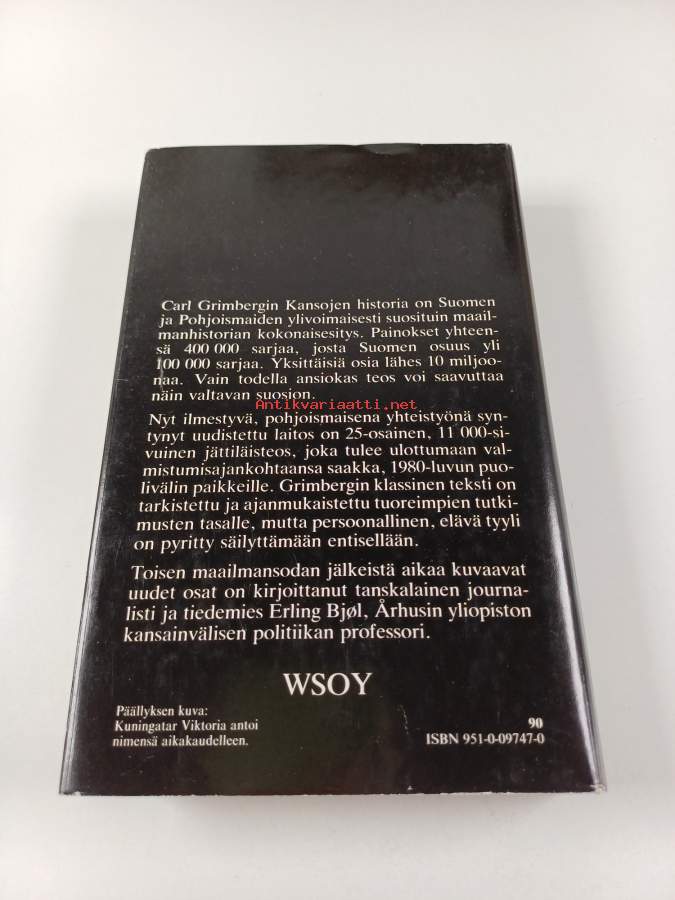 Carl Grimbergin Kansojen historia on Suomen
ja Pohjoismaiden ylivoimaisesti suosituin maail-
manhistorian kokonaisesitys. Painokset yhteen-
sä 400 000 sarjaa, josta Suomen osuus yli
100 000 sarjaa. Yksittäisiä osia lähes 10 miljoo-
naa. Vain todella ansiokas teos voi saavuttaa
näin valtavan suosion.
Antikvariaatti.net
Nyt ilmestyvä, pohjoismaisena yhteistyönä syn-
tynyt uudistettu laitos on 25-osainen, 11 000-si-
vuinen jättiläisteos, joka tulee ulottumaan val-
mistumisajankohtaansa saakka, 1980-luvun puo-
livälin paikkeille. Grimbergin klassinen teksti on
tarkistettu ja ajanmukaistettu tuoreimpien tutki-
musten tasalle, mutta persoonallinen, elävä tyyli
on pyritty säilyttämään entisellään.
Toisen maailmansodan jälkeistä aikaa kuvaavat
uudet osat on kirjoittanut tanskalainen journa-
listi ja tiedemies Erling Bjøl, Århusin yliopiston
kansainvälisen politiikan professori.
WSOY
Päällyksen kuva:
Kuningatar Viktoria antoi
nimensä aikakaudelleen.
90
ISBN 951-0-09747-0